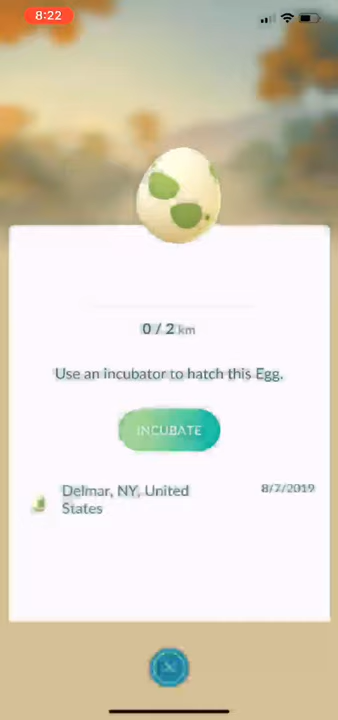 8:22
0 / 2 km
Use an incubator to hatch this Egg.
INCUBATE
Delmar, NY, United 8/7/2019
States